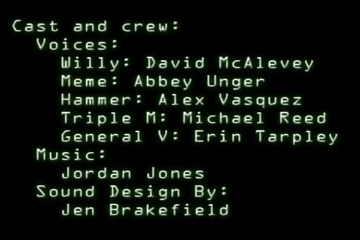 Cast and crew:
Voices:
Willy: David McAlevey
Meme: Abbey Unger
Hammer: Alex Vasquez
Triple M: Michael Reed
General V: Erin Tarpley
Music:
Jordan Jones
Sound Design By:
Jen Brakefield